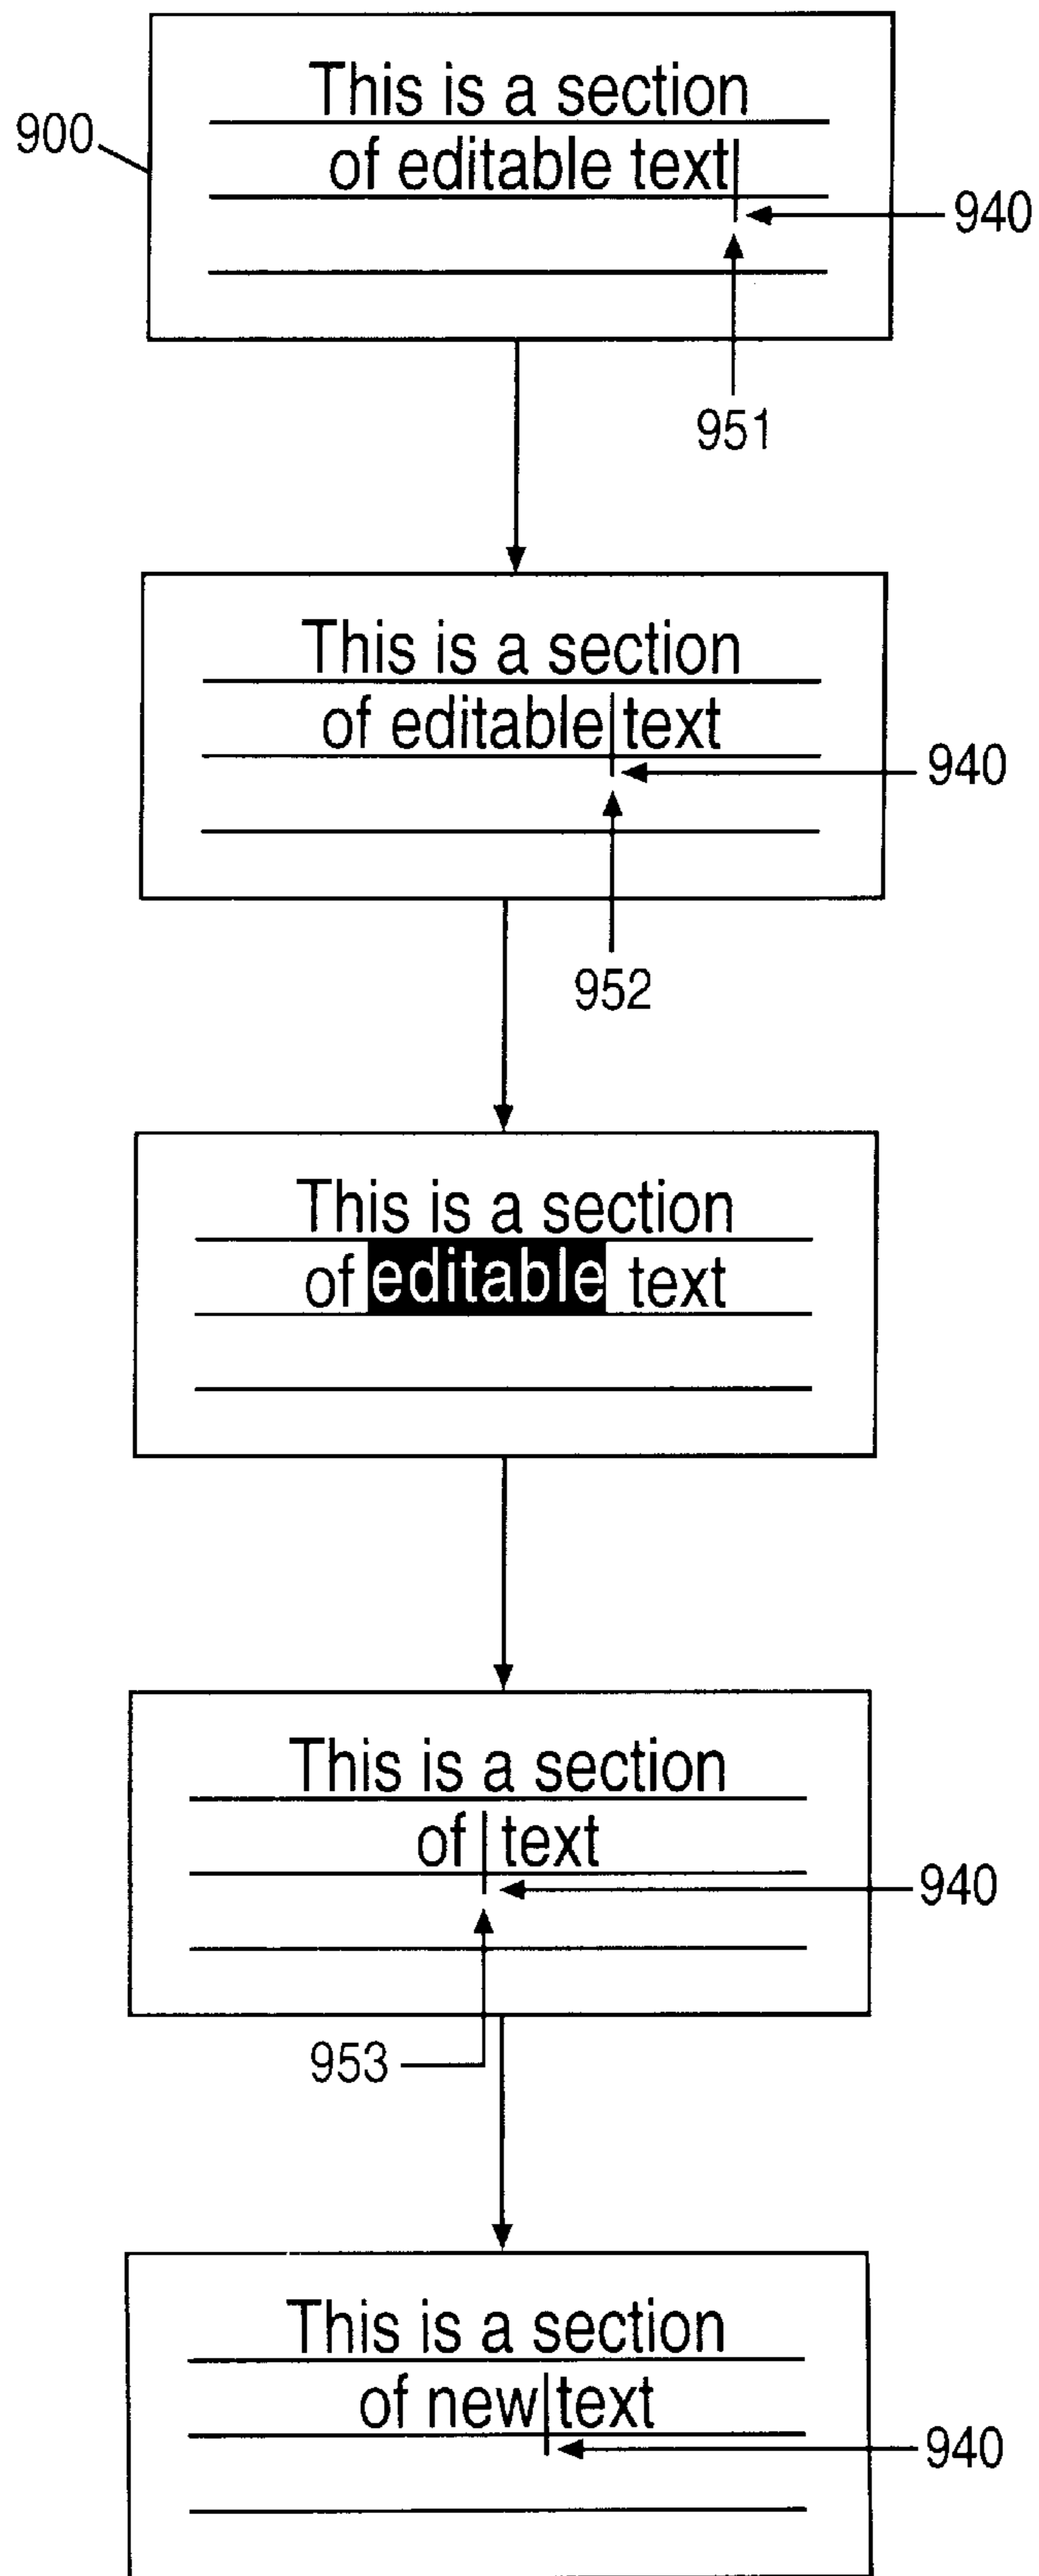 This is a section
900
of editable text
940
951
This is a section
of editable text
940
952
This is a section
of editable text
This is a section
of text
940
953
This is a section
of new text
940